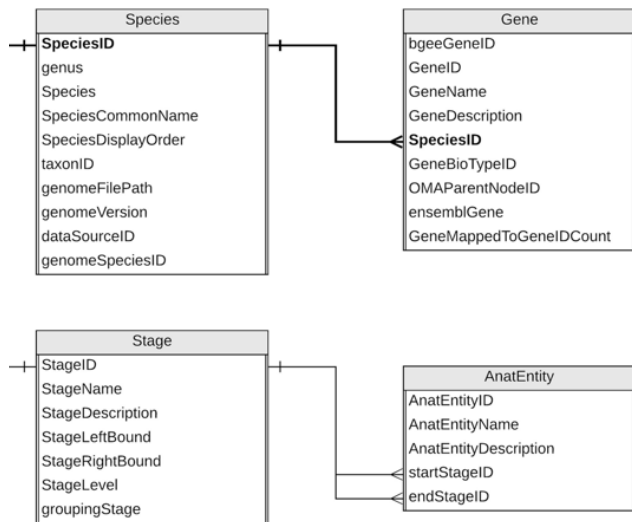 Species
SpeciesID
genus
Species
SpeciesCommonName
SpeciesDisplayOrder
taxonID
genomeFilePath
genomeVersion
dataSourceID
genomeSpeciesID
Gene
bgeeGeneID
GeneID
GeneName
GeneDescription
SpeciesID
GeneBioTypeID
OMAParentNodeID
ensemblGene
GeneMappedToGeneIDCount
Stage
StageID
StageName
StageDescription
StageLeftBound
StageRightBound
StageLevel
groupingStage
AnatEntity
AnatEntityID
AnatEntityName
AnatEntityDescription
startStageID
endStageID